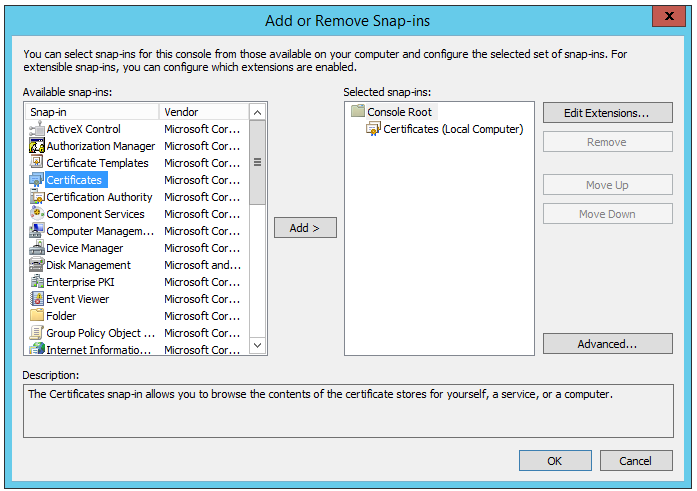 Add or Remove Snap-ins
x
You can select snap-ins for this console from those available on your computer and configure the selected set of snap-ins. For
extensible snap-ins, you can configure which extensions are enabled.
Available snap-ins:
Snap-in Vendor
ActiveX Control Microsoft Cor...
Authorization Manager Microsoft Cor...
Certificate Templates Microsoft Cor...
Certificates Microsoft Cor...
Certification Authority Microsoft Cor...
Component Services Microsoft Cor...
Computer Managem... Microsoft Cor...
Device Manager Microsoft Cor...
Disk Management Microsoft and...
Enterprise PKI Microsoft Cor...
Event Viewer Microsoft Cor...
Folder Microsoft Cor...
Group Policy Object ... Microsoft Cor...
Internet Informatio... Microsoft Cor...
Add >
Selected snap-ins:
Console Root
Certificates (Local Computer)
Edit Extensions...
Remove
Move Up
Move Down
Advanced...
Description:
The Certificates snap-in allows you to browse the contents of the certificate stores for yourself, a service, or a computer.
OK
Cancel